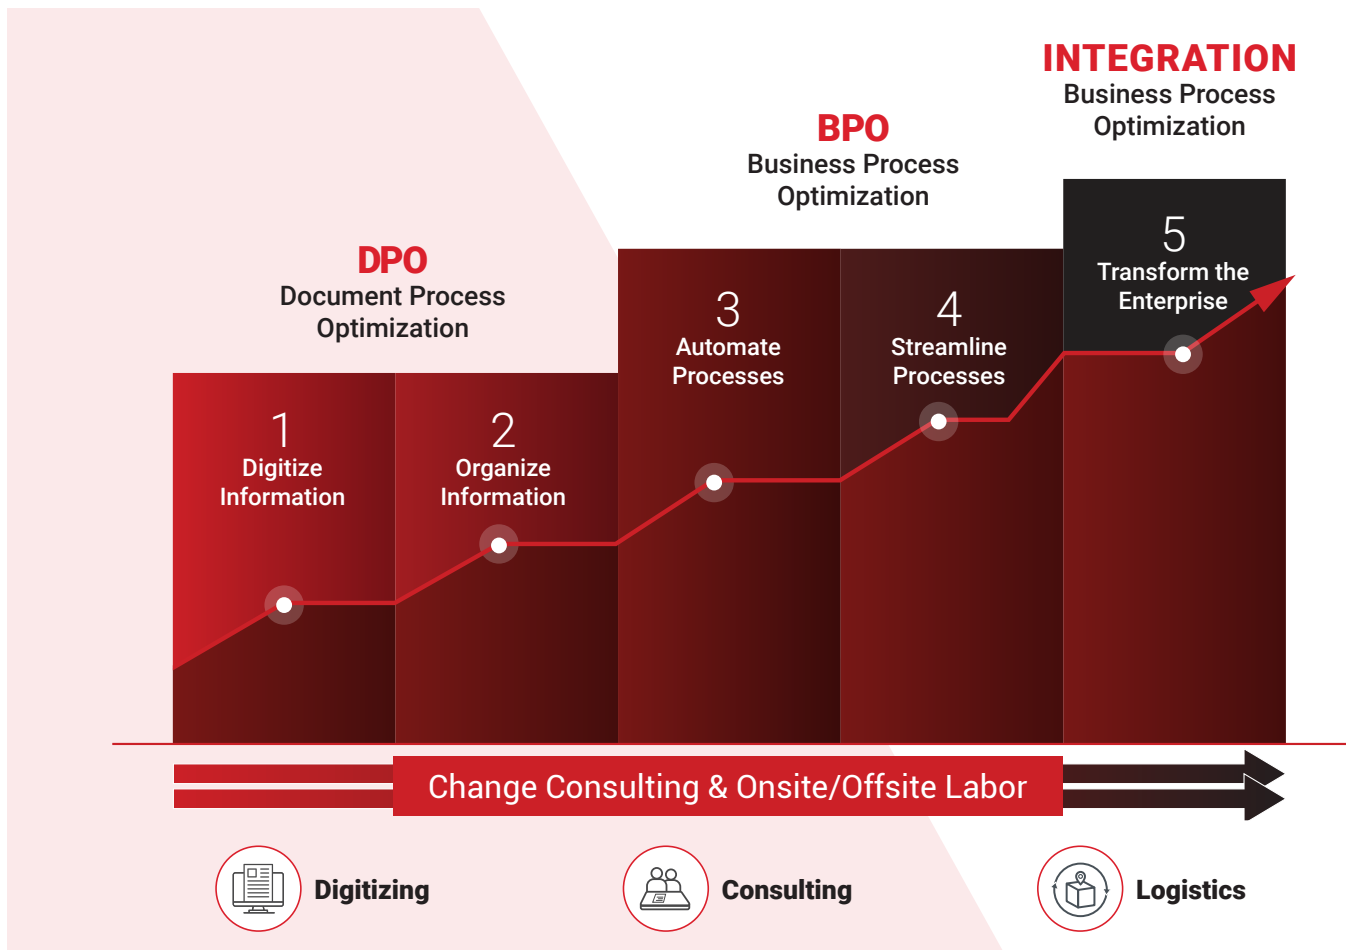 INTEGRATION
Business Process
Optimization
BPO
Business Process
Optimization
DPO
Document Process
Optimization
1
Digitize
Information
2
Organize
Information
3
Automate
Processes
4
Streamline
Processes
5
Transform the
Enterprise
Change Consulting & Onsite/Offsite Labor
Digitizing
Consulting
Logistics